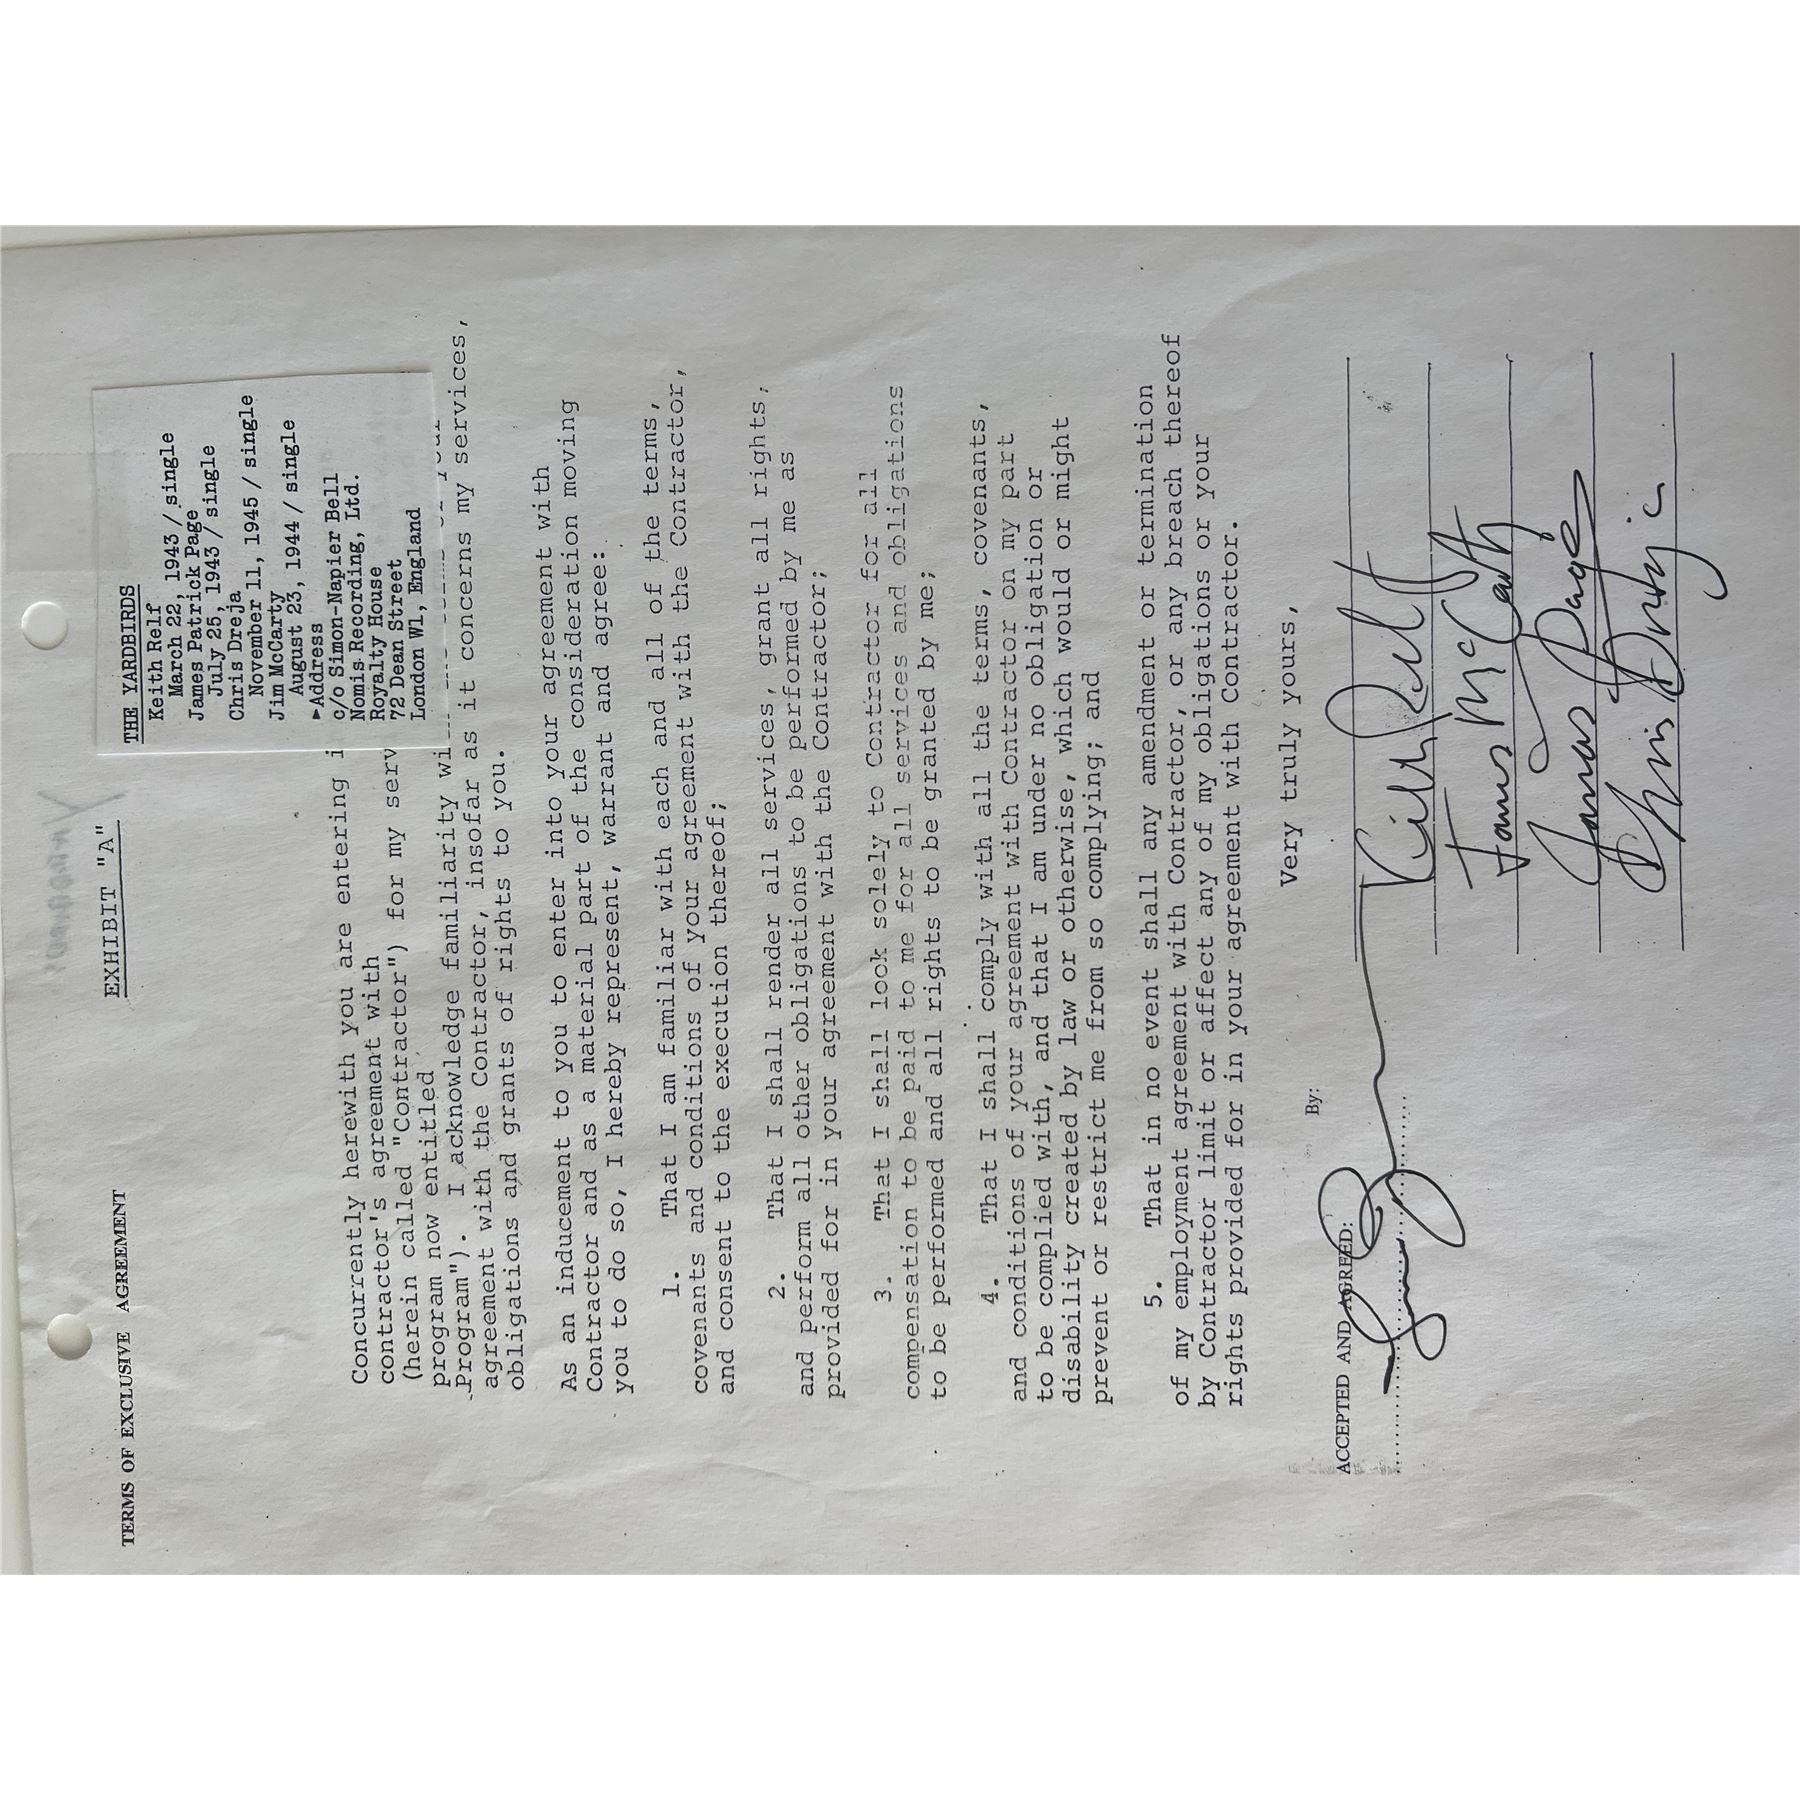 TERMS OF EXCLUSIVE AGREEMENT
EXHIBIT "A"
THE YARDBIRDS
Keith Relf
March 22, 1943 / single
James Patrick Page
July 25, 1943 / single
Chris Dreja
November 11, 1945 / single
Jim McCarty
August 23, 1944 / single
►Address
c/o Simon-Napier Bell
Nomis Recording, Ltd.
Royalty House
72 Dean Street
London W1, England
Concurrently herewith you are entering i
contractor's agreement with
(herein called "Contractor") for my serv
program now entitled
Program"). I acknowledge familiarity wi
agreement with the Contractor, insofar as it concerns my services,
obligations and grants of rights to you.
As an inducement to you to enter into your agreement with
Contractor and as a material part of the consideration moving
you to do so, I hereby represent, warrant and agree:
1. That I am familiar with each and all of the terms,
covenants and conditions of your agreement with the Contractor,
and consent to the execution thereof;
2. That I shall render all services, grant all rights,
and perform all other obligations to be performed by me as
provided for in your agreement with the Contractor;
3. That I shall look solely to Contractor for all
compensation to be paid to me for all services and obligations
to be performed and all rights to be granted by me;
4. That I shall comply with all the terms, covenants,
and conditions of your agreement with Contractor on my part
to be complied with, and that I am under no obligation or
disability created by law or otherwise, which would or might
prevent or restrict me from so complying; and
5. That in no event shall any amendment or termination
of my employment agreement with Contractor, or any breach thereof
by Contractor limit or affect any of my obligations or your
rights provided for in your agreement with Contractor.
Very truly yours,
ACCEPTED AND AGREED:
By:
Keith Relf
James McCarty
James Page
Chris Dreja